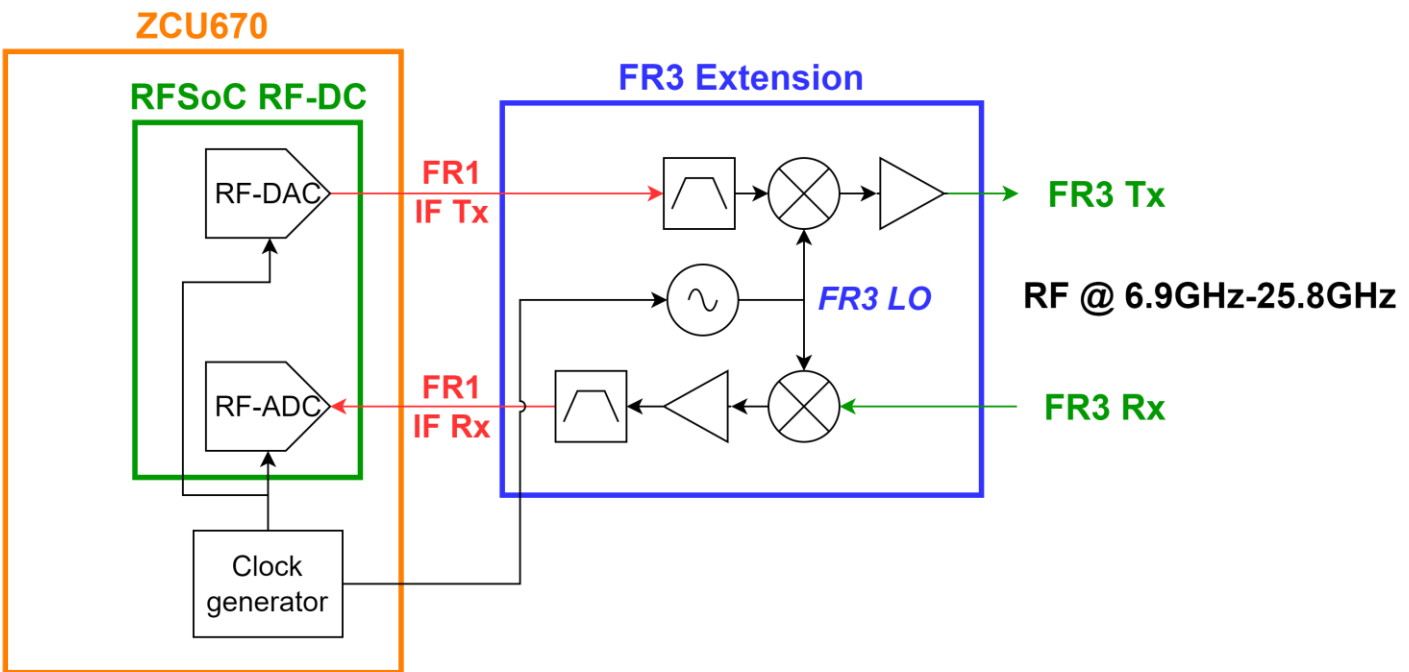 ZCU670
RFSoC RF-DC
FR3 Extension
RF-DAC
FR1
IF Tx
FR3 Tx
FR3 LO
RF @ 6.9GHz-25.8GHz
RF-ADC
FR1
IF Rx
FR3 Rx
Clock
generator